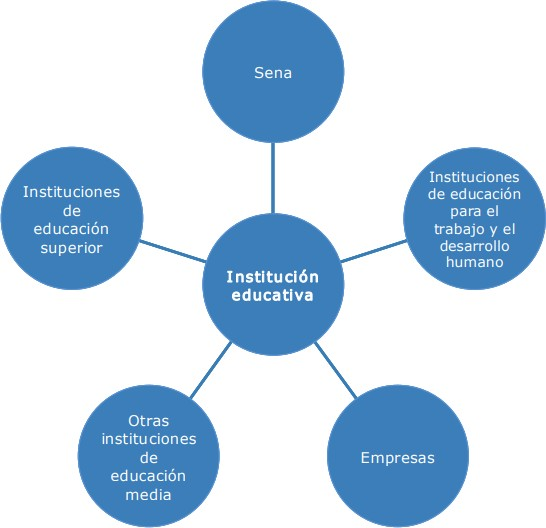 Sena
Instituciones
de
educación
superior
Instituciones
de educación
para el
trabajo y el
desarrollo
humano
Institución
educativa
Otras
instituciones
de
educación
media
Empresas